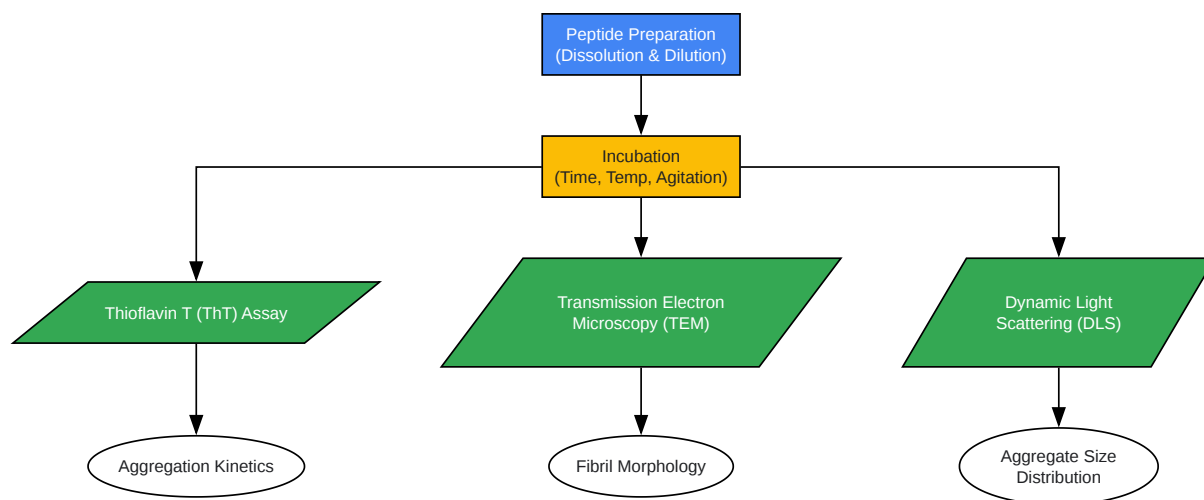 Peptide Preparation
(Dissolution & Dilution)
Incubation
(Time, Temp, Agitation)
Thioflavin T (ThT) Assay
Transmission Electron
Microscopy (TEM)
Dynamic Light
Scattering (DLS)
Aggregation Kinetics
Fibril Morphology
Aggregate Size
Distribution